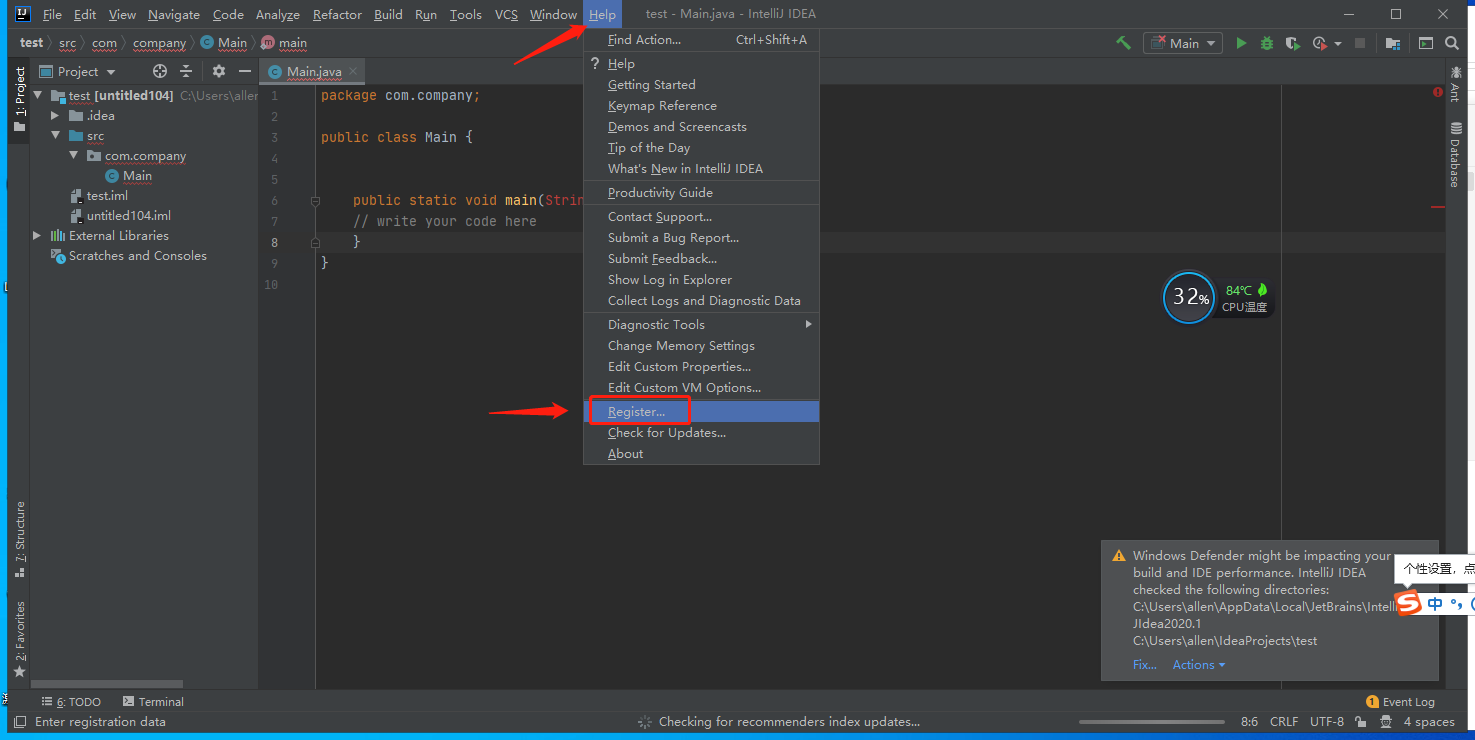 File Edit View Navigate Code Analyze Refactor Build Run Tools VCS Window Help test - Main.java - IntelliJ IDEA
test src com company Main main
Main
Project
Main.java
1: Project
test [untitled104] C:\Users\allen
.idea
src
com.company
Main
test.iml
untitled104.iml
External Libraries
Scratches and Consoles
7: Structure
2: Favorites
1 package com.company;
2
3 public class Main {
4
5
6 public static void main(Strin
7 // write your code here
8 }
9 }
10
Find Action... Ctrl+Shift+A
? Help
Getting Started
Keymap Reference
Demos and Screencasts
Tip of the Day
What's New in IntelliJ IDEA
Productivity Guide
Contact Support...
Submit a Bug Report...
Submit Feedback...
Show Log in Explorer
Collect Logs and Diagnostic Data
Diagnostic Tools
Change Memory Settings
Edit Custom Properties...
Edit Custom VM Options...
Register...
Check for Updates...
About
Ant
Database
32%
84℃
CPU温度
Windows Defender might be impacting your
build and IDE performance. IntelliJ IDEA
checked the following directories:
C:\Users\allen\AppData\Local\JetBrains\Intelli
JIdea2020.1
C:\Users\allen\IdeaProjects\test
Fix... Actions
个性设置，点
中
6: TODO Terminal
1 Event Log
Enter registration data
Checking for recommenders index updates...
8:6 CRLF UTF-8 4 spaces